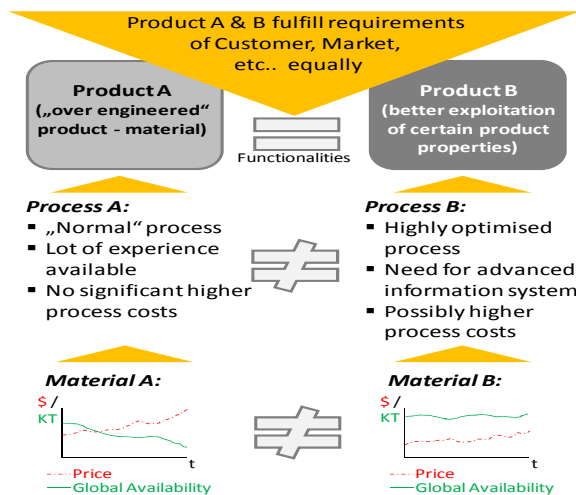 Product A & B fulfill requirements
of Customer, Market,
etc.. equally
Product A
(„over engineered“
product - material)
Functionalities
Product B
(better exploitation
of certain product
properties)
Process A:
▪ „Normal“ process
▪ Lot of experience
available
▪ No significant higher
process costs
Process B:
▪ Highly optimised
process
▪ Need for advanced
information system
▪ Possibly higher
process costs
Material A:
$ /
KT
t
Price
Global Availability
Material B:
$ /
KT
t
Price
Global Availability